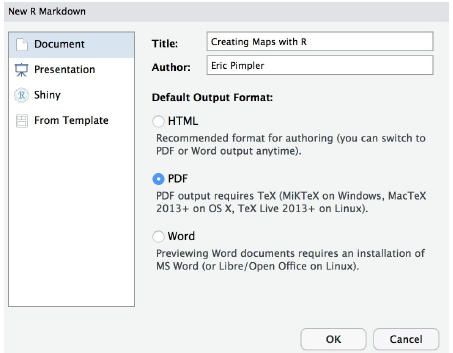 New R Markdown
Document
Presentation
Shiny
From Template
Title: Creating Maps with R
Author: Eric Pimpler
Default Output Format:
HTML
Recommended format for authoring (you can switch to
PDF or Word output anytime).
PDF
PDF output requires TeX (MiKTeX on Windows, MacTeX
2013+ on OS X, TeX Live 2013+ on Linux).
Word
Previewing Word documents requires an installation of
MS Word (or Libre/Open Office on Linux).
OK Cancel